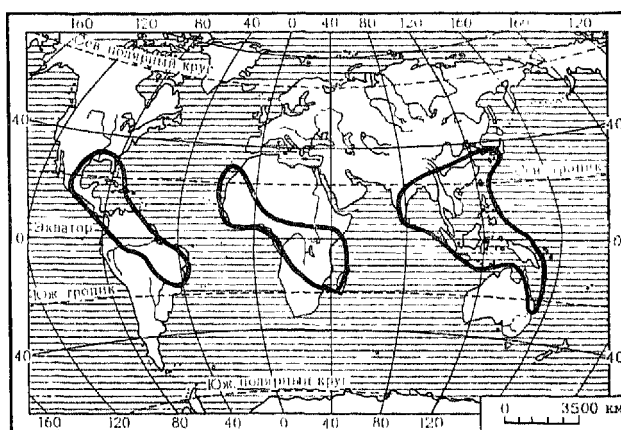 160 120 80 40 0 40 80 120 160 160 120
Сев. полярный круг
40 40
Сев. тропик
Экватор
0 0
Юж. тропик
40 40
Юж. полярный круг
160 120 80 40 0 40 80 120 160
0 3500 км